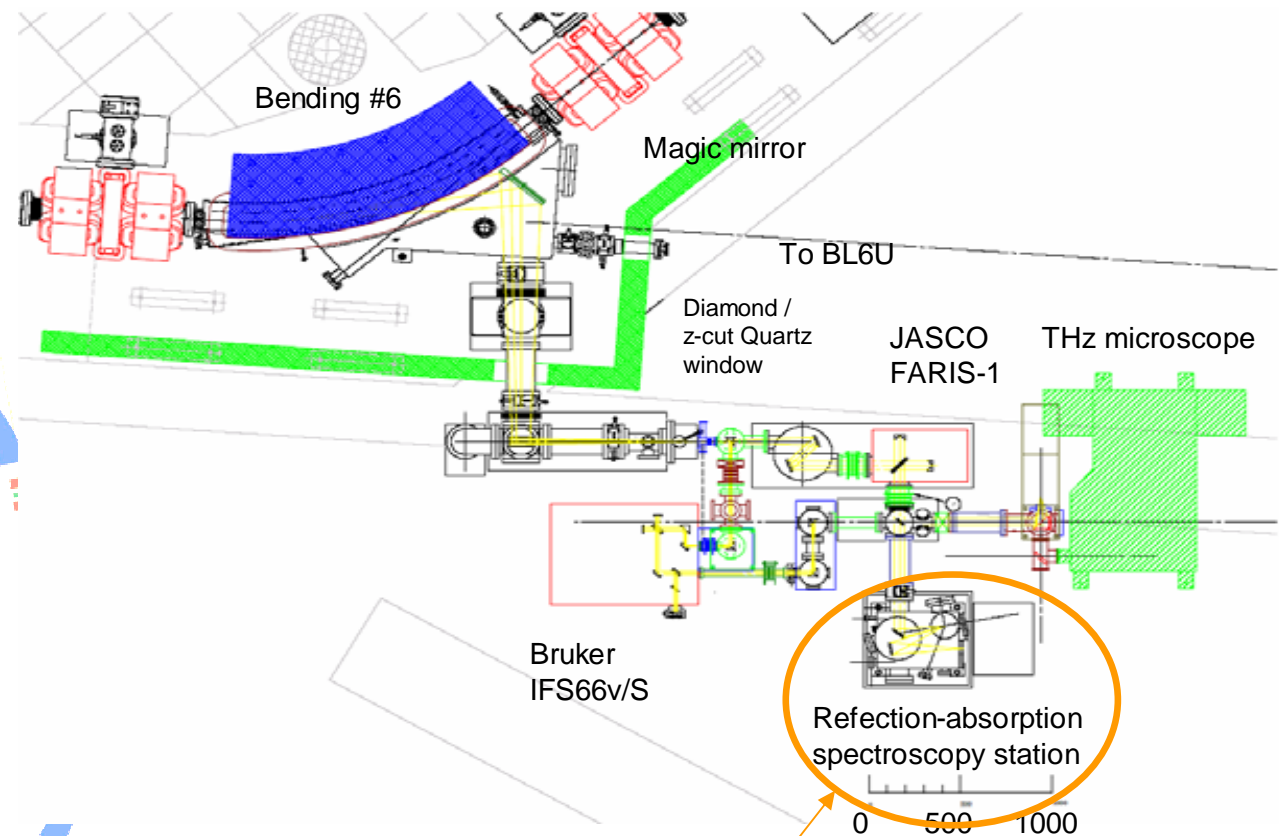 Bending #6
Magic mirror
To BL6U
Diamond /
z-cut Quartz
window
JASCO
FARIS-1
THz microscope
Bruker
IFS66v/S
Refection-absorption
spectroscopy station
0 500 1000